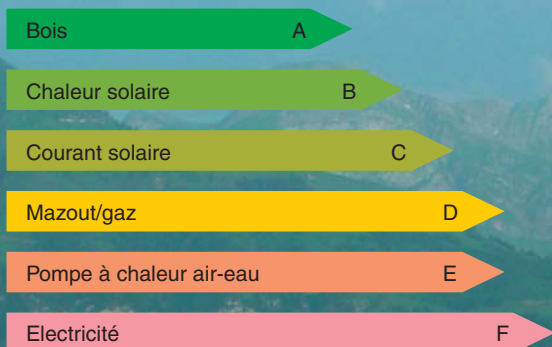 Bois A
Chaleur solaire B
Courant solaire C
Mazout/gaz D
Pompe à chaleur air-eau E
Electricité F